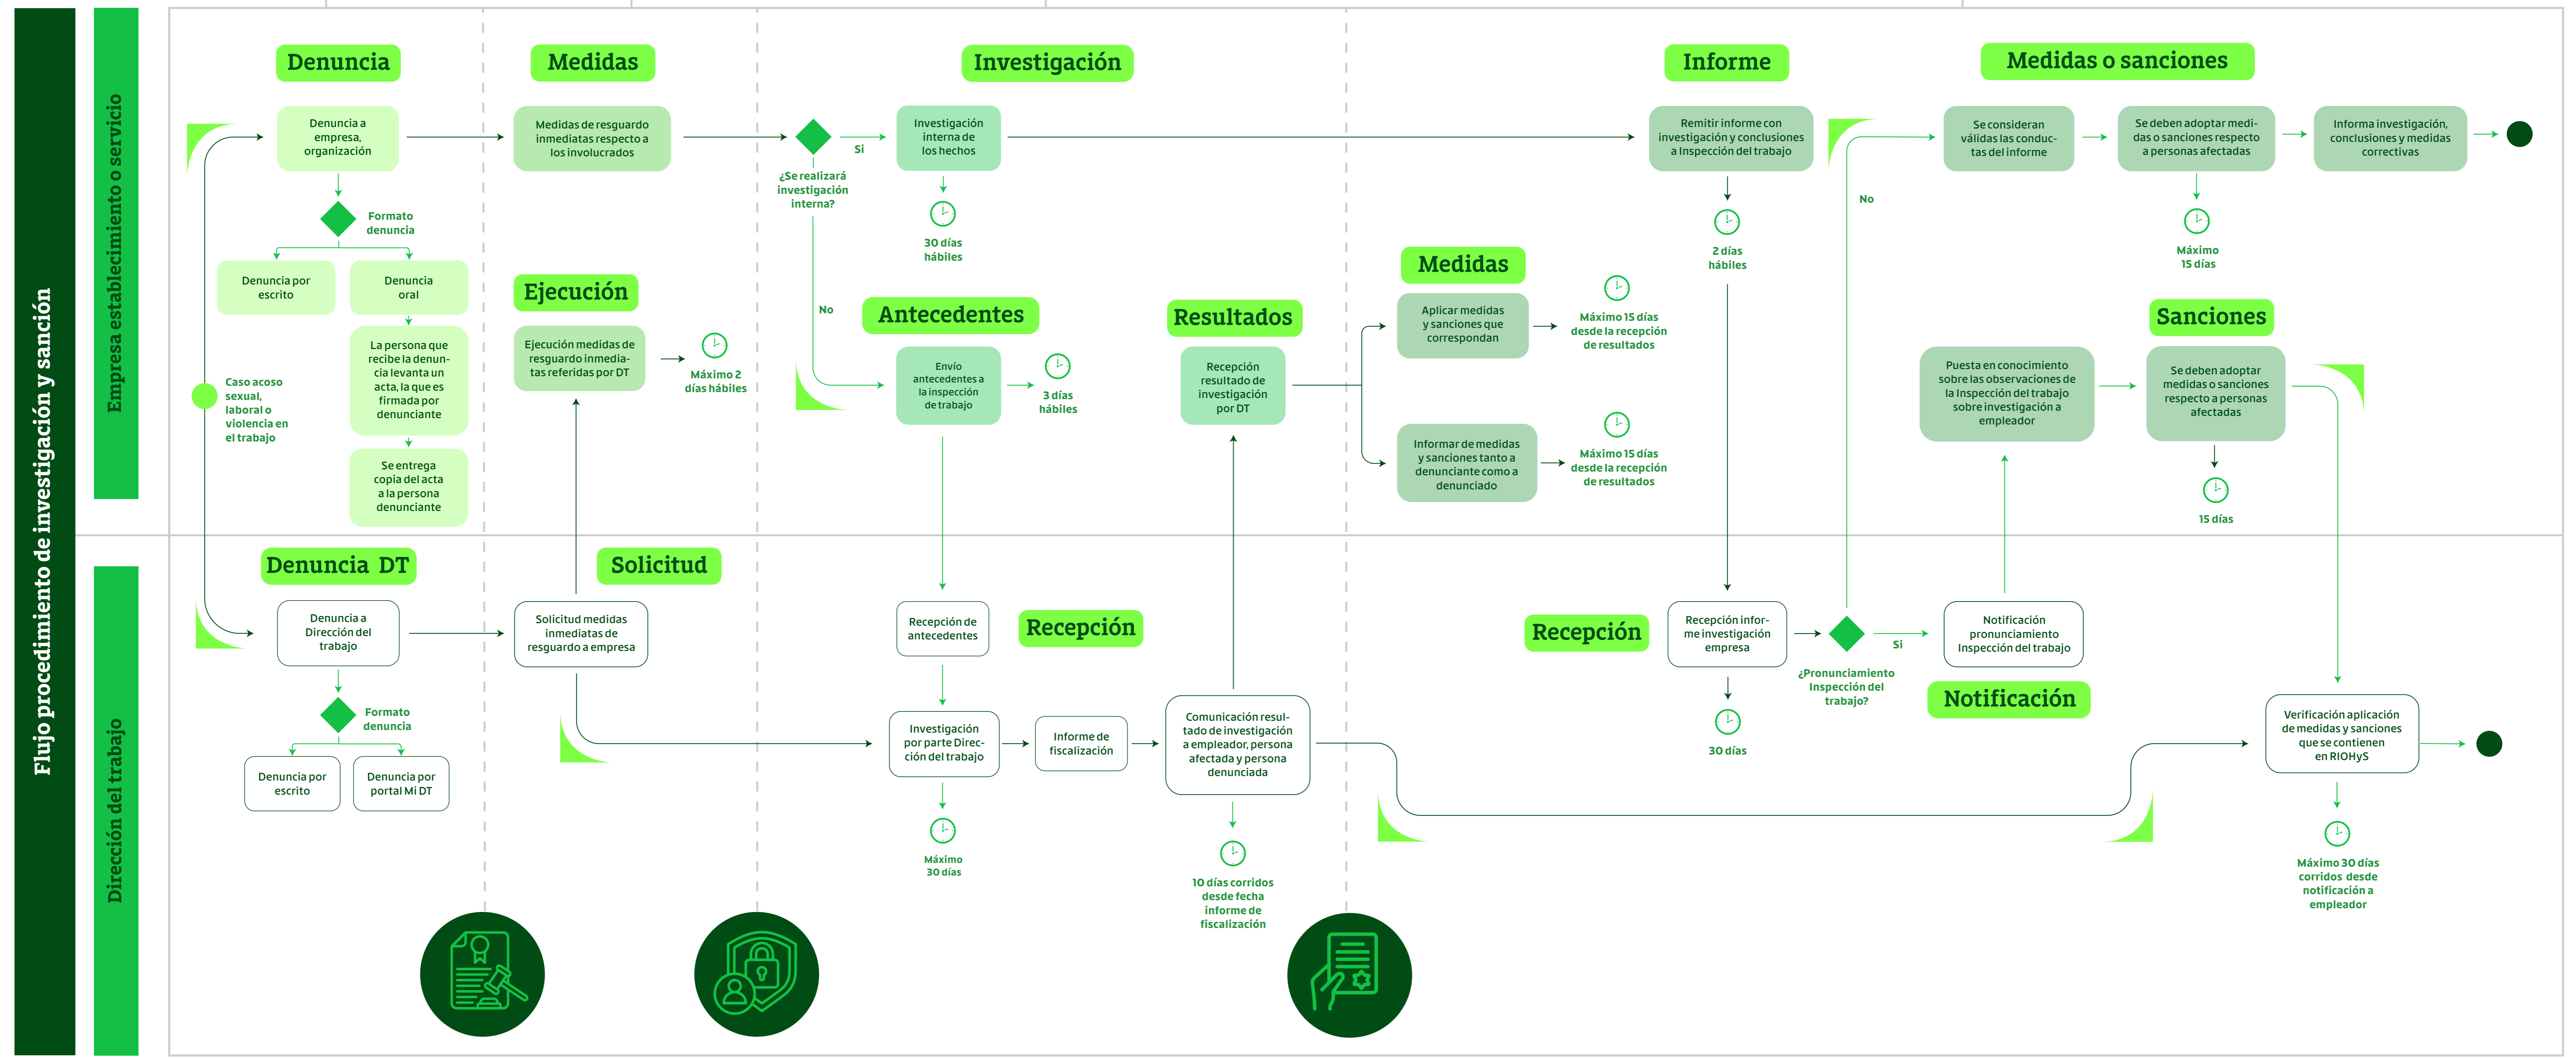 Flujo procedimiento de investigación y sanción
Empresa establecimiento o servicio
Denuncia
Medidas
Investigación
Informe
Medidas o sanciones
Denuncia a
empresa,
organización
Medidas de resguardo
inmediatas respecto a
los involucrados
¿Se realizará
investigación
interna?
Si
No
Investigación
interna de
los hechos
30 días
hábiles
Remitir informe con
investigación y conclusiones
a Inspección del trabajo
2 días
hábiles
No
Se consideran
válidas las conduc-
tas del informe
Se deben adoptar medi-
das o sanciones respecto
a personas afectadas
Máximo
15 días
Informa investigación,
conclusiones y medidas
correctivas
Formato
denuncia
Denuncia por
escrito
Denuncia
oral
La persona que
recibe la denun-
cia levanta un
acta, la que es
firmada por
denunciante
Se entrega
copia del acta
a la persona
denunciante
Caso acoso
sexual,
laboral o
violencia en
el trabajo
Ejecución
Ejecución medidas de
resguardo inmedia-
tas referidas por DT
Máximo 2
días hábiles
Antecedentes
Envío
antecedentes a
la inspección
de trabajo
3 días
hábiles
Resultados
Recepción
resultado de
investigación
por DT
Medidas
Aplicar medidas
y sanciones que
correspondan
Máximo 15 días
desde la recepción
de resultados
Informar de medidas
y sanciones tanto a
denunciante como a
denunciado
Máximo 15 días
desde la recepción
de resultados
Sanciones
Puesta en conocimiento
sobre las observaciones de
la Inspección del trabajo
sobre investigación a
empleador
Se deben adoptar
medidas o sanciones
respecto a personas
afectadas
15 días
Dirección del trabajo
Denuncia DT
Denuncia a
Dirección del
trabajo
Formato
denuncia
Denuncia por
escrito
Denuncia por
portal Mi DT
Solicitud
Solicitud medidas
inmediatas de
resguardo a empresa
Recepción de
antecedentes
Recepción
Investigación
por parte Direc-
ción del trabajo
Máximo
30 días
Informe de
fiscalización
Comunicación resul-
tado de investigación
a empleador, persona
afectada y persona
denunciada
10 días corridos
desde fecha
informe de
fiscalización
Recepción
Recepción infor-
me investigación
empresa
30 días
¿Pronunciamiento
Inspección del
trabajo?
Si
Notificación
pronunciamiento
Inspección del trabajo
Notificación
Verificación aplicación
de medidas y sanciones
que se contienen
en RIOHyS
Máximo 30 días
corridos desde
notificación a
empleador